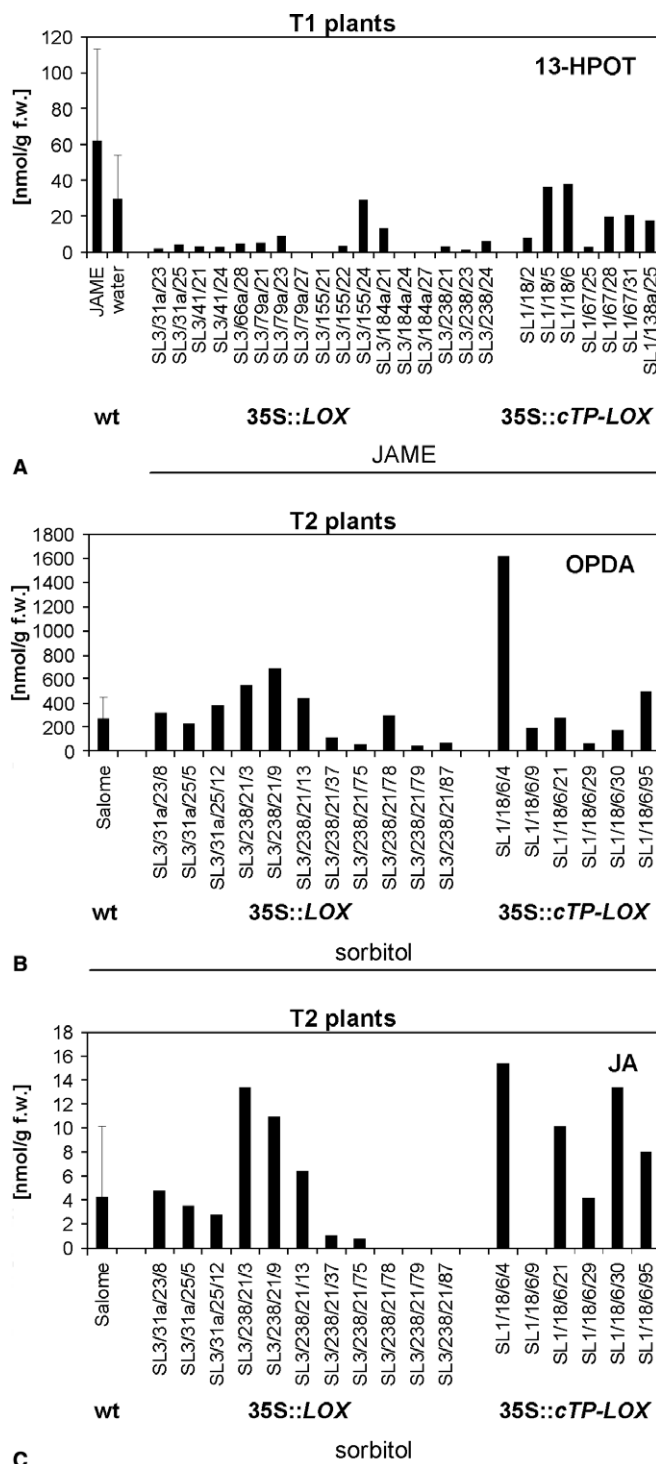 T1 plants
13-HPOT
[nmol/g f.w.]
120
100
80
60
40
20
0
JAME
water
SL3/31a/23
SL3/31a/25
SL3/41/21
SL3/41/24
SL3/66a/28
SL3/79a/21
SL3/79a/23
SL3/79a/27
SL3/155/21
SL3/155/22
SL3/155/24
SL3/184a/21
SL3/184a/24
SL3/184a/27
SL3/238/21
SL3/238/23
SL3/238/24
SL1/18/2
SL1/18/5
SL1/18/6
SL1/67/25
SL1/67/28
SL1/67/31
SL1/138a/25
wt 35S::LOX 35S::cTP-LOX
A JAME
T2 plants
OPDA
[nmol/g f.w.]
1800
1600
1400
1200
1000
800
600
400
200
0
Salome
SL3/31a/23/8
SL3/31a/25/5
SL3/31a/25/12
SL3/238/21/3
SL3/238/21/9
SL3/238/21/13
SL3/238/21/37
SL3/238/21/75
SL3/238/21/78
SL3/238/21/79
SL3/238/21/87
SL1/18/6/4
SL1/18/6/9
SL1/18/6/21
SL1/18/6/29
SL1/18/6/30
SL1/18/6/95
wt 35S::LOX 35S::cTP-LOX
B sorbitol
T2 plants
JA
[nmol/g f.w.]
18
16
14
12
10
8
6
4
2
0
Salome
SL3/31a/23/8
SL3/31a/25/5
SL3/31a/25/12
SL3/238/21/3
SL3/238/21/9
SL3/238/21/13
SL3/238/21/37
SL3/238/21/75
SL3/238/21/78
SL3/238/21/79
SL3/238/21/87
SL1/18/6/4
SL1/18/6/9
SL1/18/6/21
SL1/18/6/29
SL1/18/6/30
SL1/18/6/95
wt 35S::LOX 35S::cTP-LOX
C sorbitol